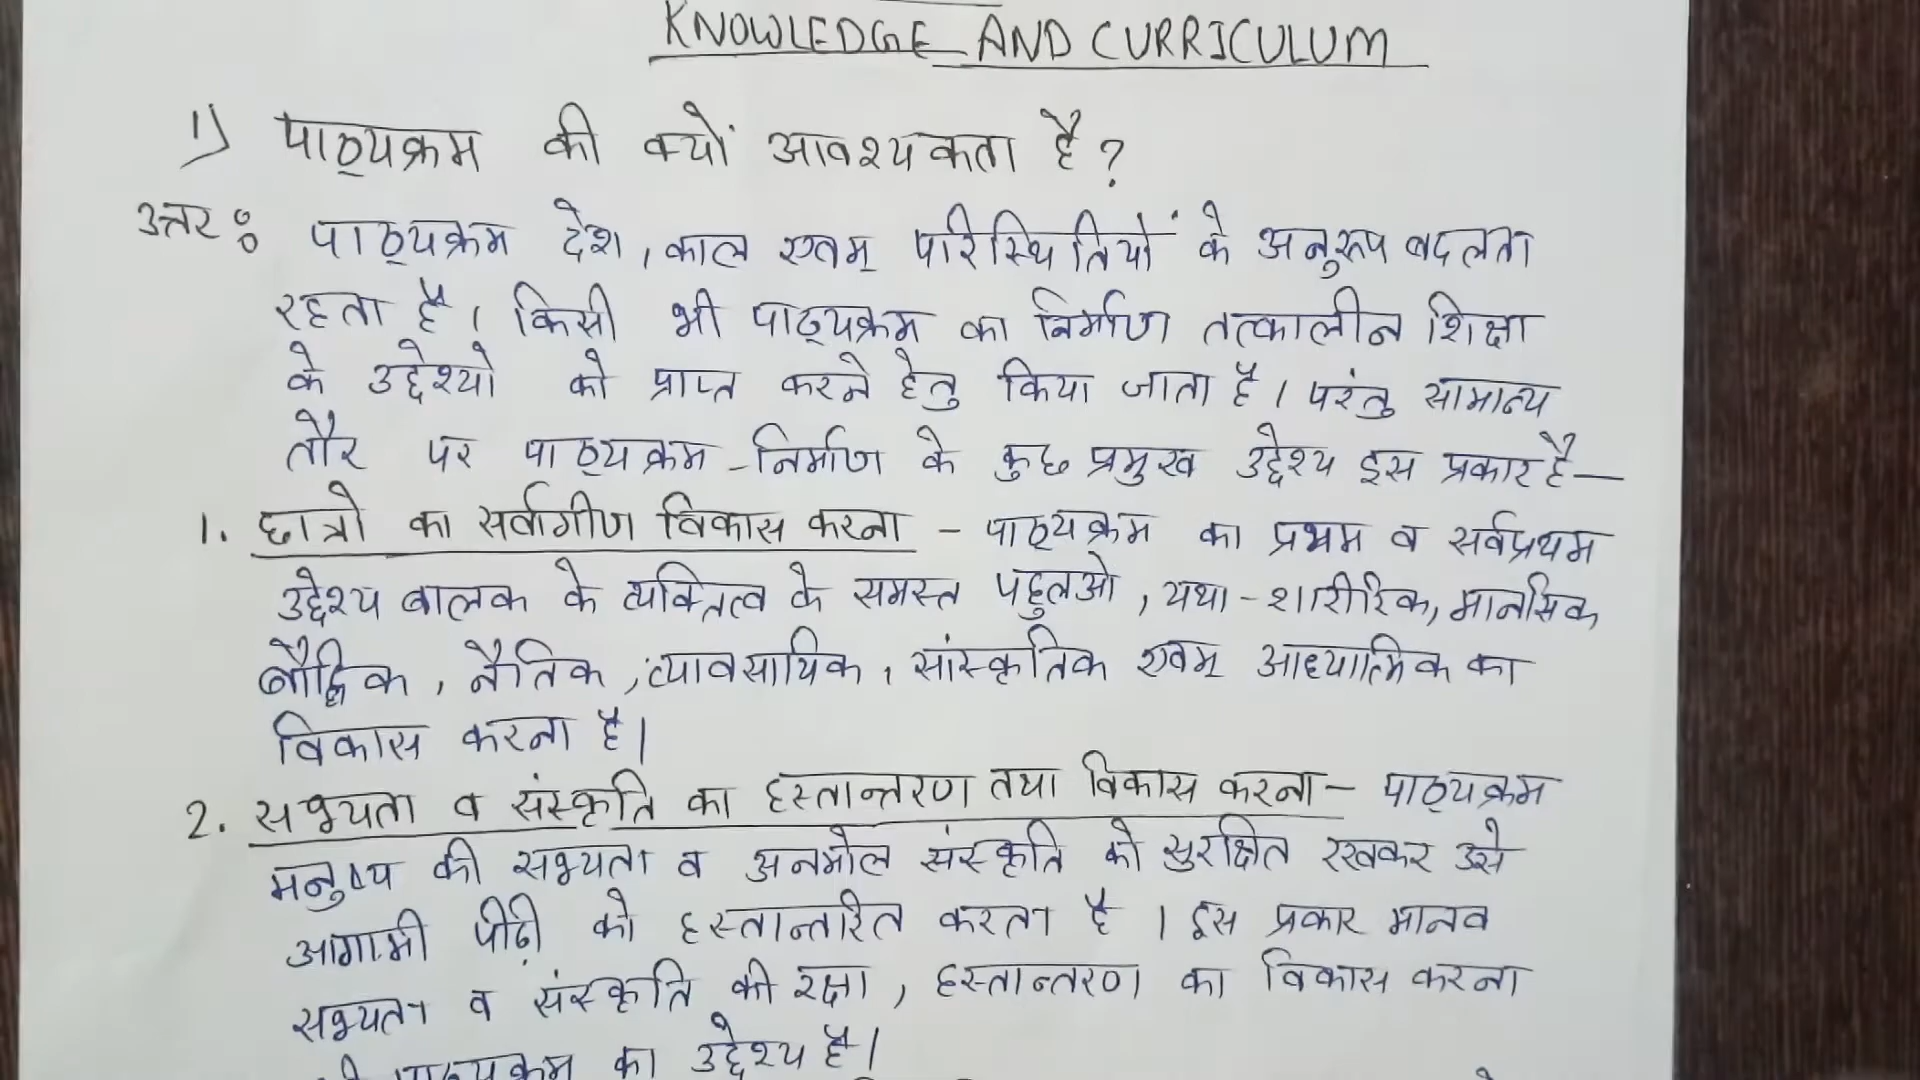 KNOWLEDGE AND CURRICULUM
1) पाठ्यक्रम की क्यों आवश्यकता है ?
उत्तर : पाठ्यक्रम देश, काल एवम् परिस्थितियों के अनुरूप बदलता
रहता है। किसी भी पाठ्यक्रम का निर्माण तत्कालीन शिक्षा
के उद्देश्यो को प्राप्त करने हेतु किया जाता है। परंतु सामान्य
तौर पर पाठ्यक्रम-निर्माण के कुछ प्रमुख उद्देश्य इस प्रकार है—
1. छात्रो का सर्वागीण विकास करना - पाठ्यक्रम का प्रथम व सर्वप्रथम
उद्देश्य बालक के व्यक्तित्व के समस्त पहुलओ, यथा-शारीरिक, मानसिक,
बौद्धिक, नैतिक, व्यावसायिक, सांस्कृतिक एवम् आध्यात्मिक का
विकास करना है।
2. सभ्यता व संस्कृति का हस्तान्तरण तथा विकास करना - पाठ्यक्रम
मनुष्य की सभ्यता व अनमोल संस्कृति को सुरक्षित रखकर उसे
आगामी पीढ़ी को हस्तान्तरित करता है । इस प्रकार मानव
सभ्यता व संस्कृति की रक्षा, हस्तान्तरण का विकास करना
पाठ्यक्रम का उद्देश्य है।